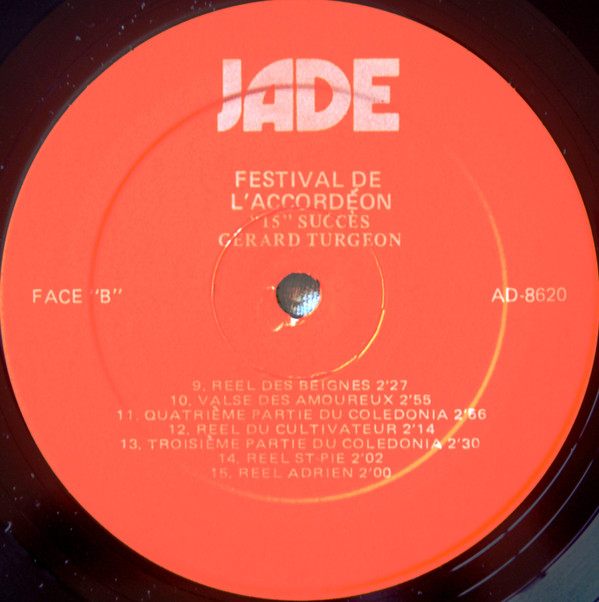 JADE
FESTIVAL DE
L'ACCORDÉON
"15" SUCCÈS
GÉRARD TURGEON
FACE "B"
AD-8620
9. REEL DES BEIGNES 2'27
10. VALSE DES AMOUREUX 2'55
11. QUATRIÈME PARTIE DU COLEDONIA 2'56
12. REEL DU CULTIVATEUR 2'14
13. TROISIÈME PARTIE DU COLEDONIA 2'30
14. REEL ST-PIE 2'02
15. REEL ADRIEN 2'00